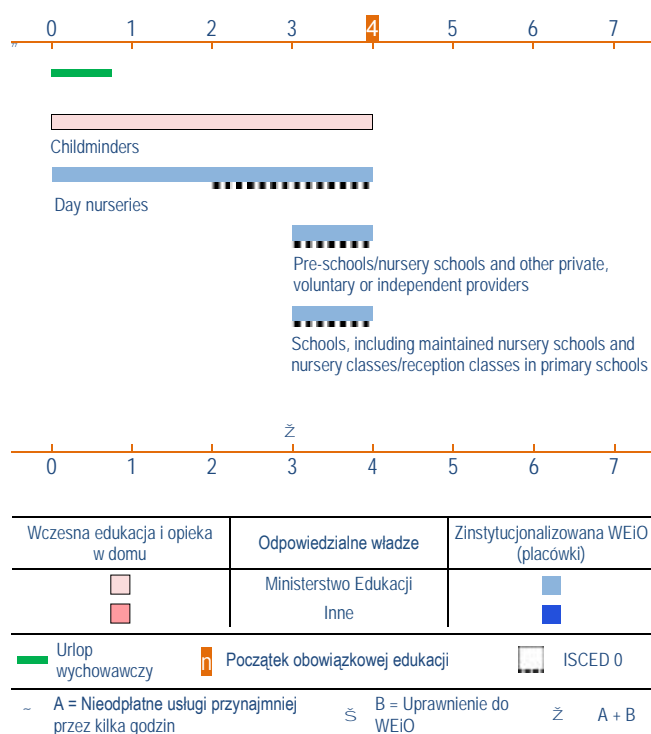 0 1 2 3 4 5 6 7
Childminders
Day nurseries
Pre-schools/nursery schools and other private,
voluntary or independent providers
Schools, including maintained nursery schools and
nursery classes/reception classes in primary schools
Ž
0 1 2 3 4 5 6 7
Wczesna edukacja i opieka
w domu
Odpowiedzialne władze
Zinstytucjonalizowana WEiO
(placówki)
Ministerstwo Edukacji
Inne
Urlop
wychowawczy
n Początek obowiązkowej edukacji
ISCED 0
~ A = Nieodpłatne usługi przynajmniej
przez kilka godzin
Š B = Uprawnienie do
WEiO
Ž A + B